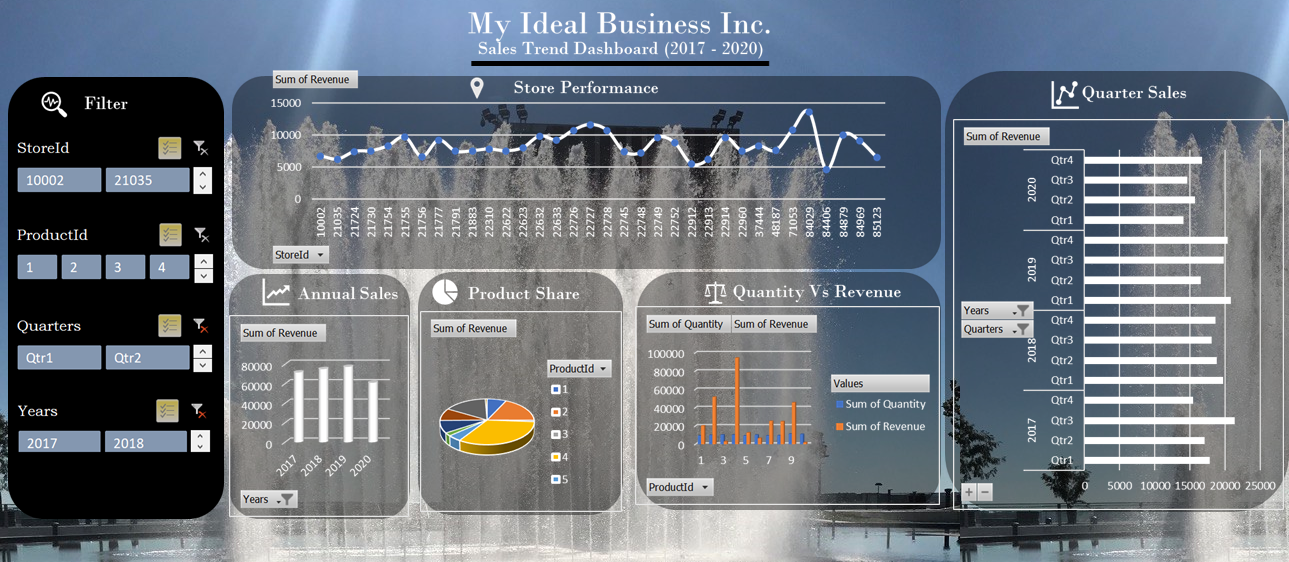 My Ideal Business Inc.
Sales Trend Dashboard (2017 - 2020)
Filter
StoreId
10002 21035
ProductId
1 2 3 4
Quarters
Qtr1 Qtr2
Years
2017 2018
Sum of Revenue
Store Performance
15000
10000
5000
0
10002 21035 21724 21730 21754 21755 21756 21777 21791 21883 22310 22622 22623 22632 22633 22726 22727 22728 22745 22748 22749 22752 22912 22913 22914 22960 37444 48187 71053 84029 84406 84879 84969 85123
StoreId
Annual Sales
Sum of Revenue
80000
60000
40000
20000
0
2017 2018 2019 2020
Years
Product Share
Sum of Revenue
ProductId
1
2
3
4
5
Quantity Vs Revenue
Sum of Quantity Sum of Revenue
100000
80000
60000
40000
20000
0
1 3 5 7 9
Values
Sum of Quantity
Sum of Revenue
ProductId
Quarter Sales
Sum of Revenue
2020
Qtr4
Qtr3
Qtr2
Qtr1
2019
Qtr4
Qtr3
Qtr2
Qtr1
Years
Quarters
2018
Qtr4
Qtr3
Qtr2
Qtr1
2017
Qtr4
Qtr3
Qtr2
Qtr1
0 5000 10000 15000 20000 25000
+ −